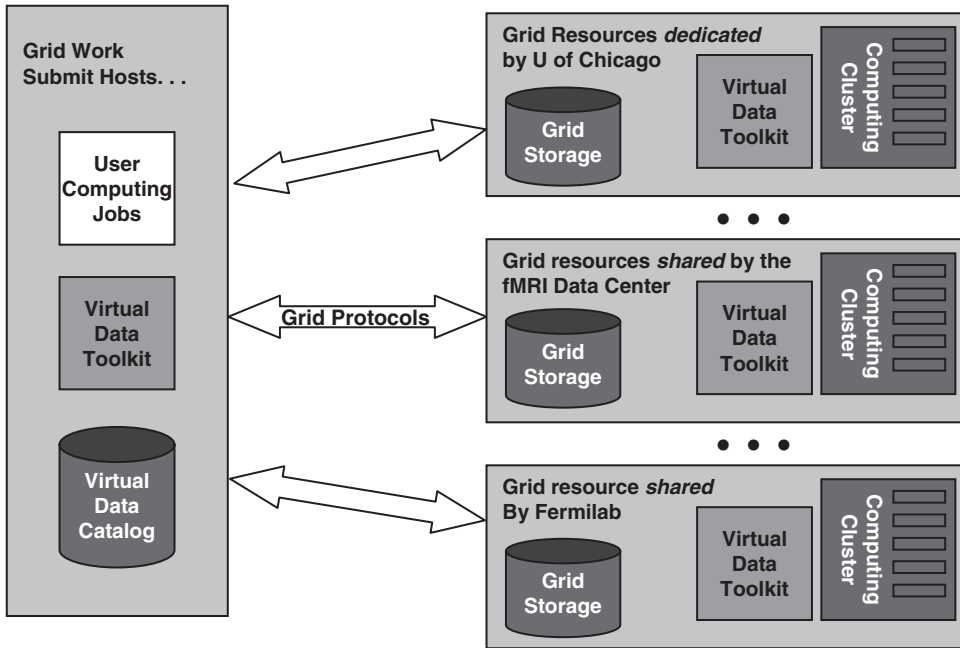 Grid Work
Submit Hosts. . .
User
Computing
Jobs
Virtual
Data
Toolkit
Virtual
Data
Catalog
Grid Protocols
Grid Resources dedicated
by U of Chicago
Grid
Storage
Virtual
Data
Toolkit
Computing
Cluster
• • •
Grid resources shared by the
fMRI Data Center
Grid
Storage
Virtual
Data
Toolkit
Computing
Cluster
• • •
Grid resource shared
By Fermilab
Grid
Storage
Virtual
Data
Toolkit
Computing
Cluster